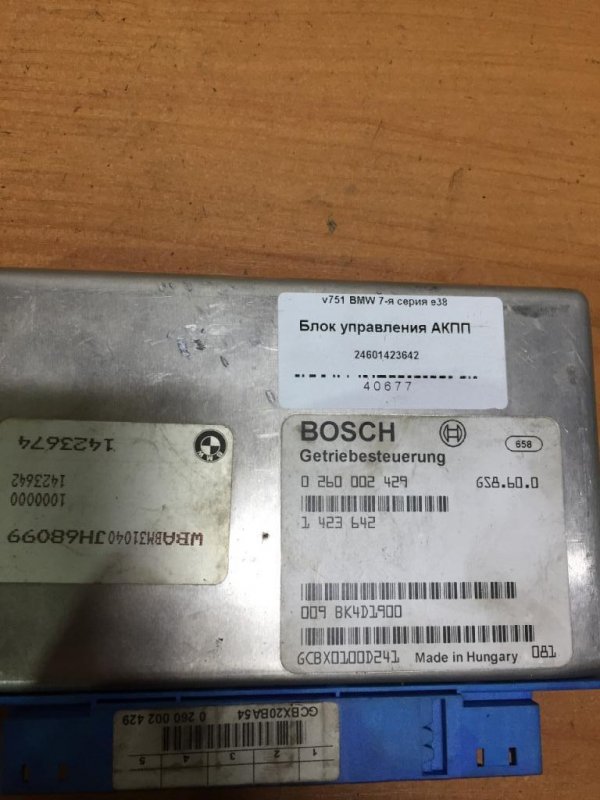 v751 BMW 7-я серия e38
Блок управления АКПП
24601423642
40677
BOSCH
658
Getriebesteuerung
0 260 002 429 GS8.60.0
1 423 642
009 BK4D1900
GCBX0100D241 Made in Hungary 081
1423674
1423642
1000000
WBABM31040JH68099
BMW
GCBX20BA54
0 260 002 429
1 2 3 4 5